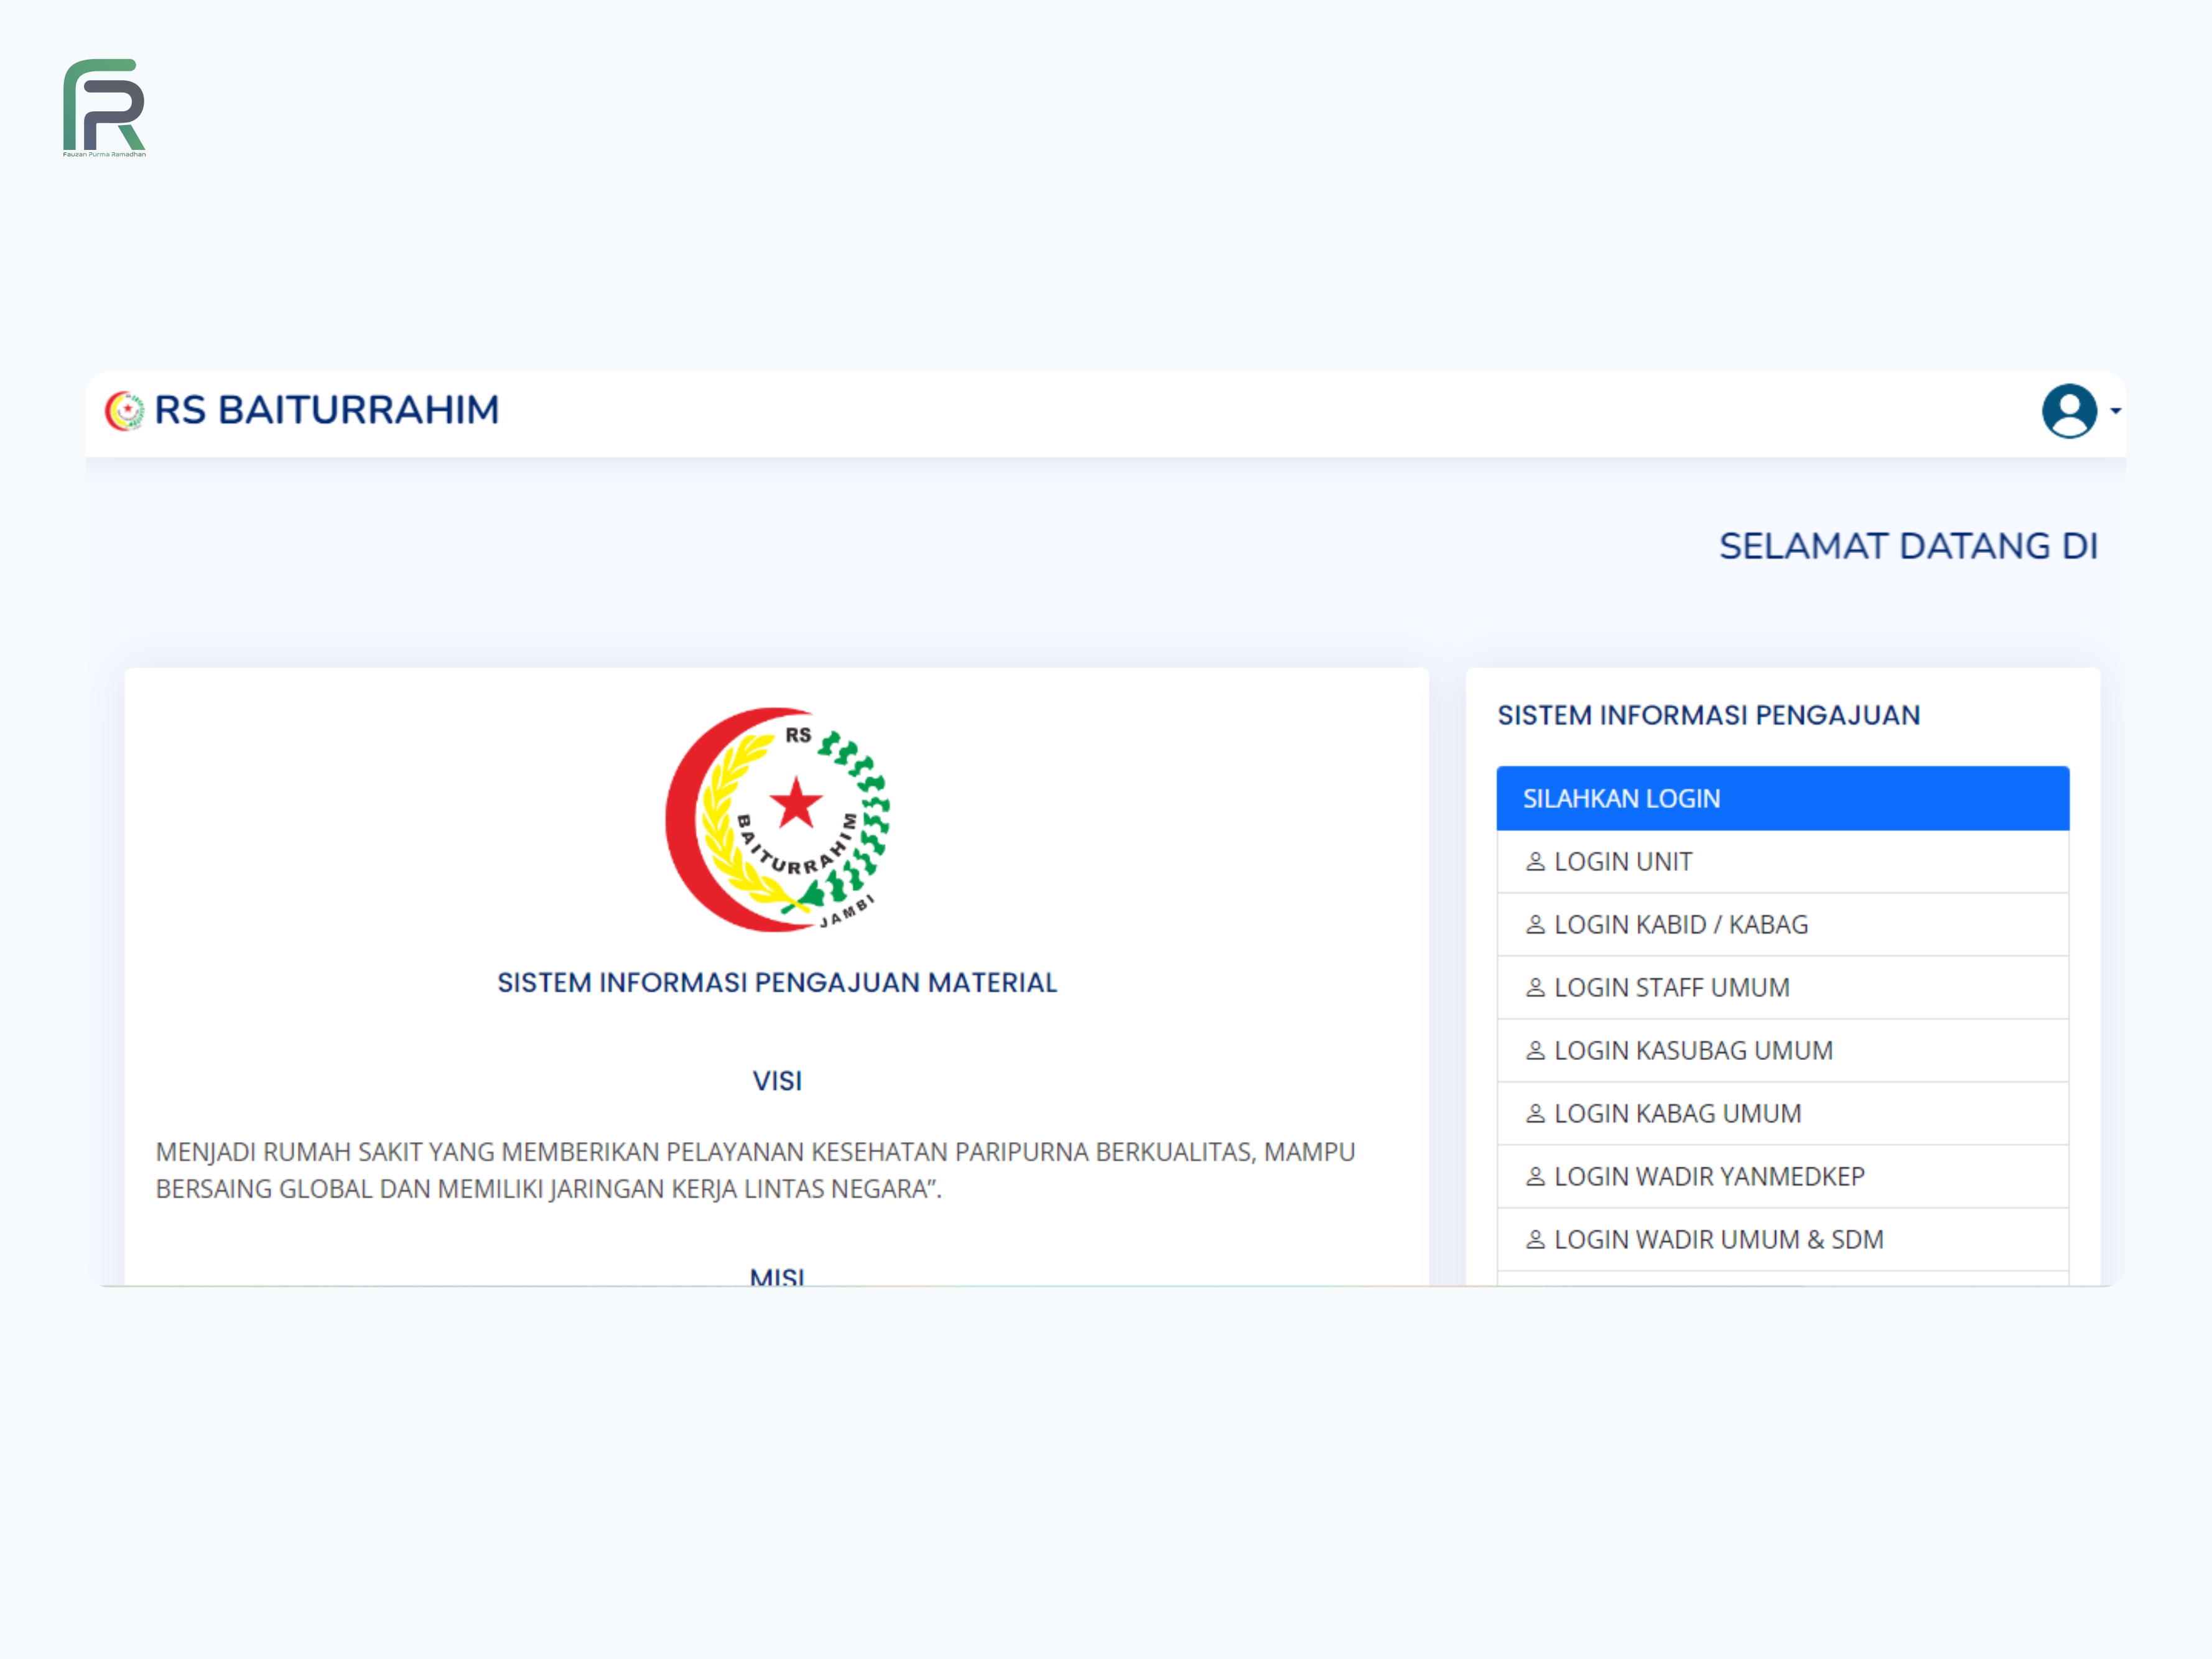 Fauzan Purma Ramadhan
RS BAITURRAHIM
SELAMAT DATANG DI
RS
BAITURRAHIM
JAMBI
SISTEM INFORMASI PENGAJUAN MATERIAL
VISI
MENJADI RUMAH SAKIT YANG MEMBERIKAN PELAYANAN KESEHATAN PARIPURNA BERKUALITAS, MAMPU
BERSAING GLOBAL DAN MEMILIKI JARINGAN KERJA LINTAS NEGARA”.
MISI
SISTEM INFORMASI PENGAJUAN
SILAHKAN LOGIN
LOGIN UNIT
LOGIN KABID / KABAG
LOGIN STAFF UMUM
LOGIN KASUBAG UMUM
LOGIN KABAG UMUM
LOGIN WADIR YANMEDKEP
LOGIN WADIR UMUM & SDM